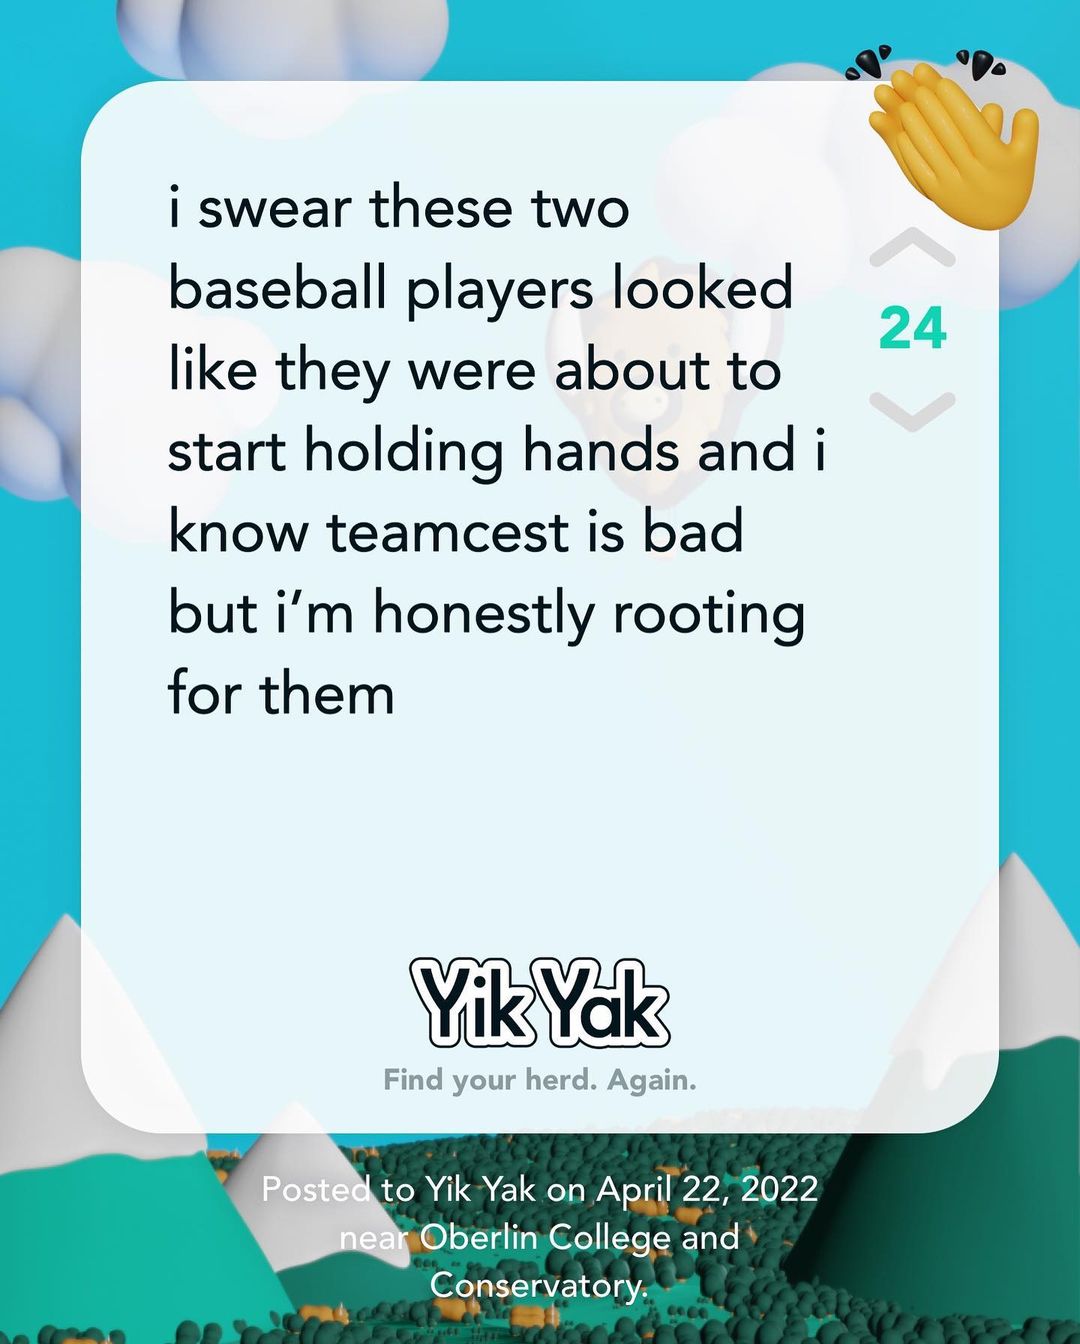 i swear these two
baseball players looked
like they were about to
start holding hands and i
know teamcest is bad
but i’m honestly rooting
for them
24
Yik Yak
Find your herd. Again.
Posted to Yik Yak on April 22, 2022
near Oberlin College and
Conservatory.